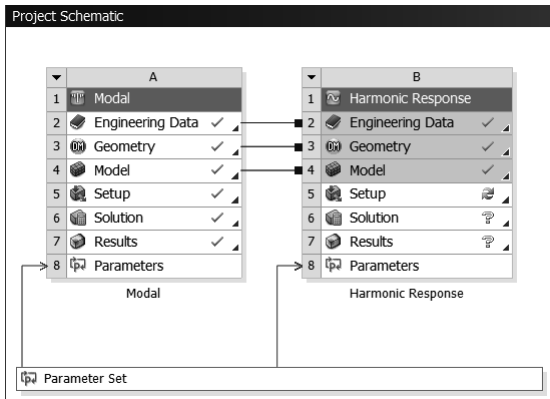 Project Schematic
A
1 Modal
2 Engineering Data
3 Geometry
4 Model
5 Setup
6 Solution
7 Results
8 Parameters
Modal
B
1 Harmonic Response
2 Engineering Data
3 Geometry
4 Model
5 Setup
6 Solution
7 Results
8 Parameters
Harmonic Response
Parameter Set